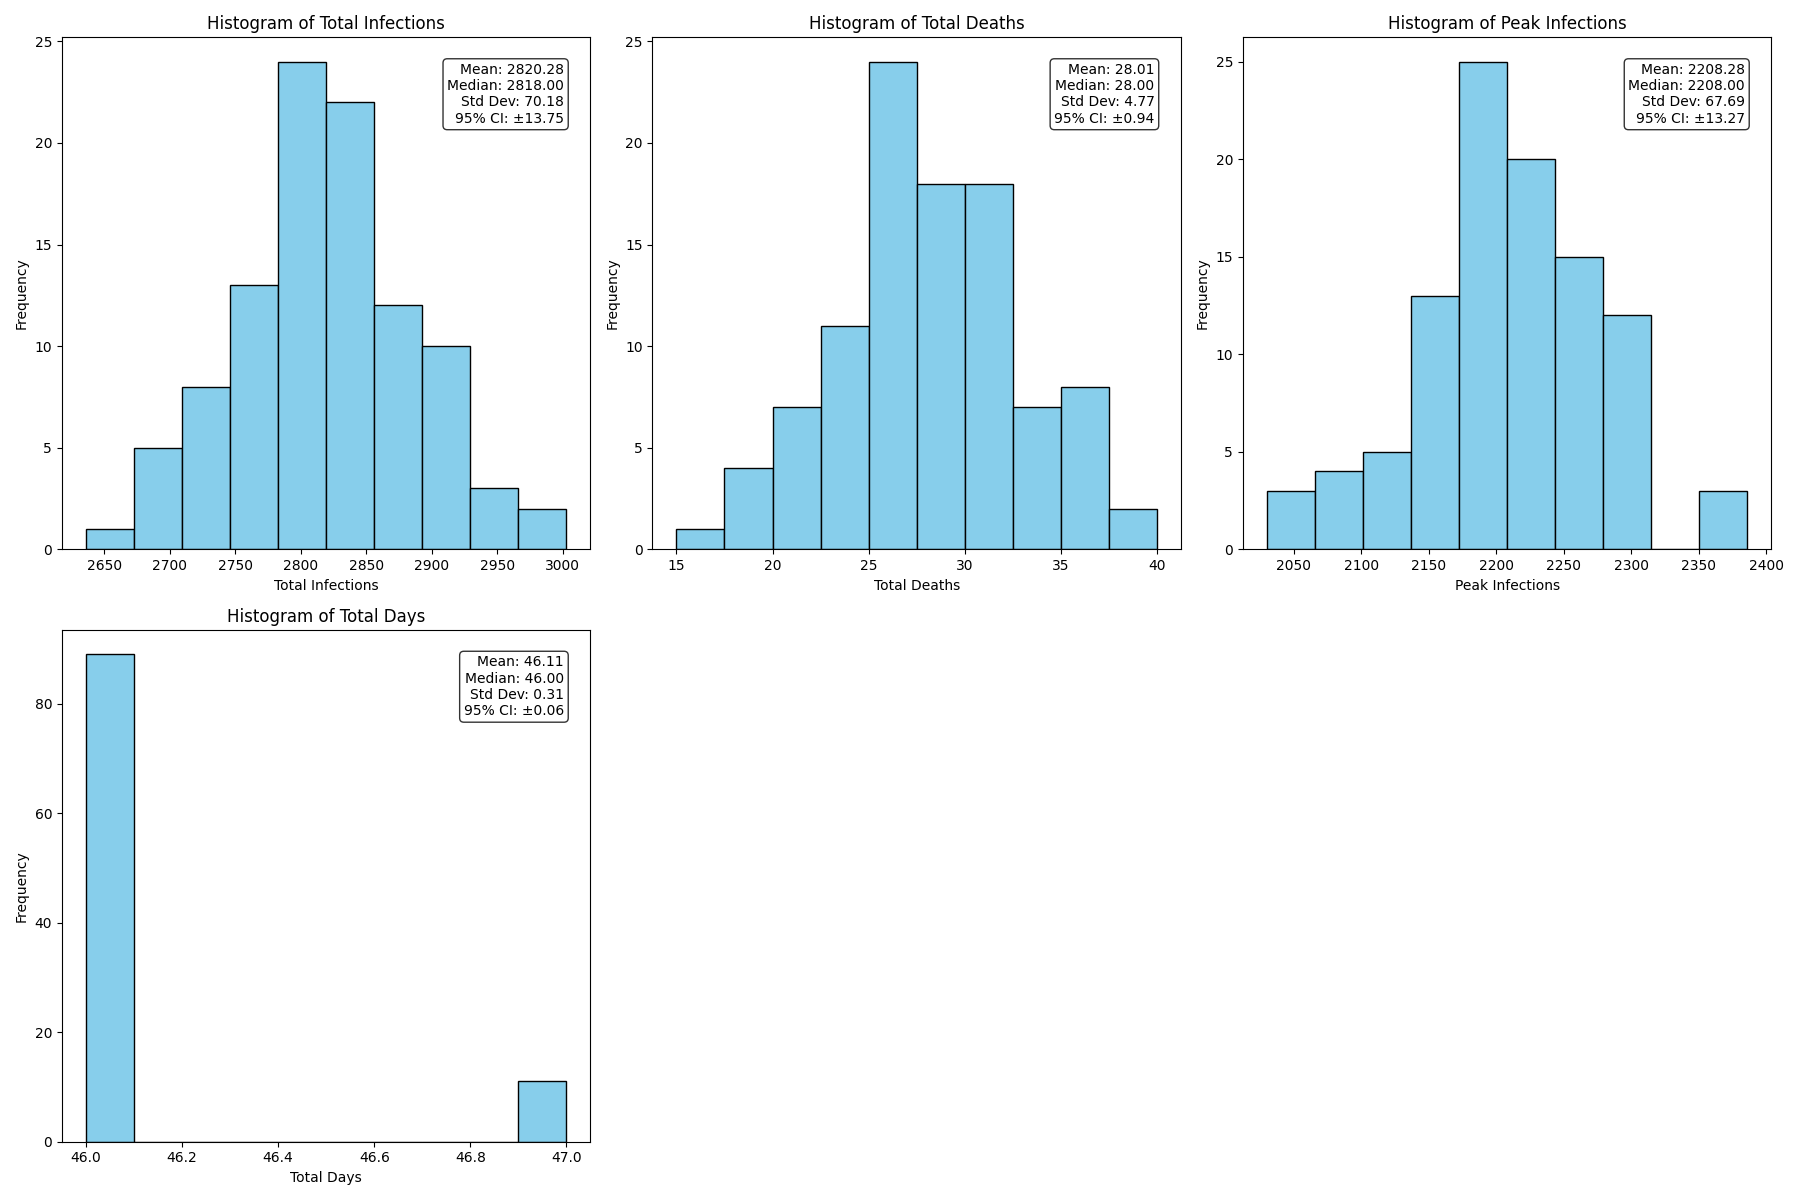 Histogram of Total Infections
25
20
15
10
5
0
Frequency
Mean: 2820.28
Median: 2818.00
Std Dev: 70.18
95% CI: ±13.75
2650 2700 2750 2800 2850 2900 2950 3000
Total Infections
Histogram of Total Deaths
25
20
15
10
5
0
Frequency
Mean: 28.01
Median: 28.00
Std Dev: 4.77
95% CI: ±0.94
15 20 25 30 35 40
Total Deaths
Histogram of Peak Infections
25
20
15
10
5
0
Frequency
Mean: 2208.28
Median: 2208.00
Std Dev: 67.69
95% CI: ±13.27
2050 2100 2150 2200 2250 2300 2350 2400
Peak Infections
Histogram of Total Days
80
60
40
20
0
Frequency
Mean: 46.11
Median: 46.00
Std Dev: 0.31
95% CI: ±0.06
46.0 46.2 46.4 46.6 46.8 47.0
Total Days